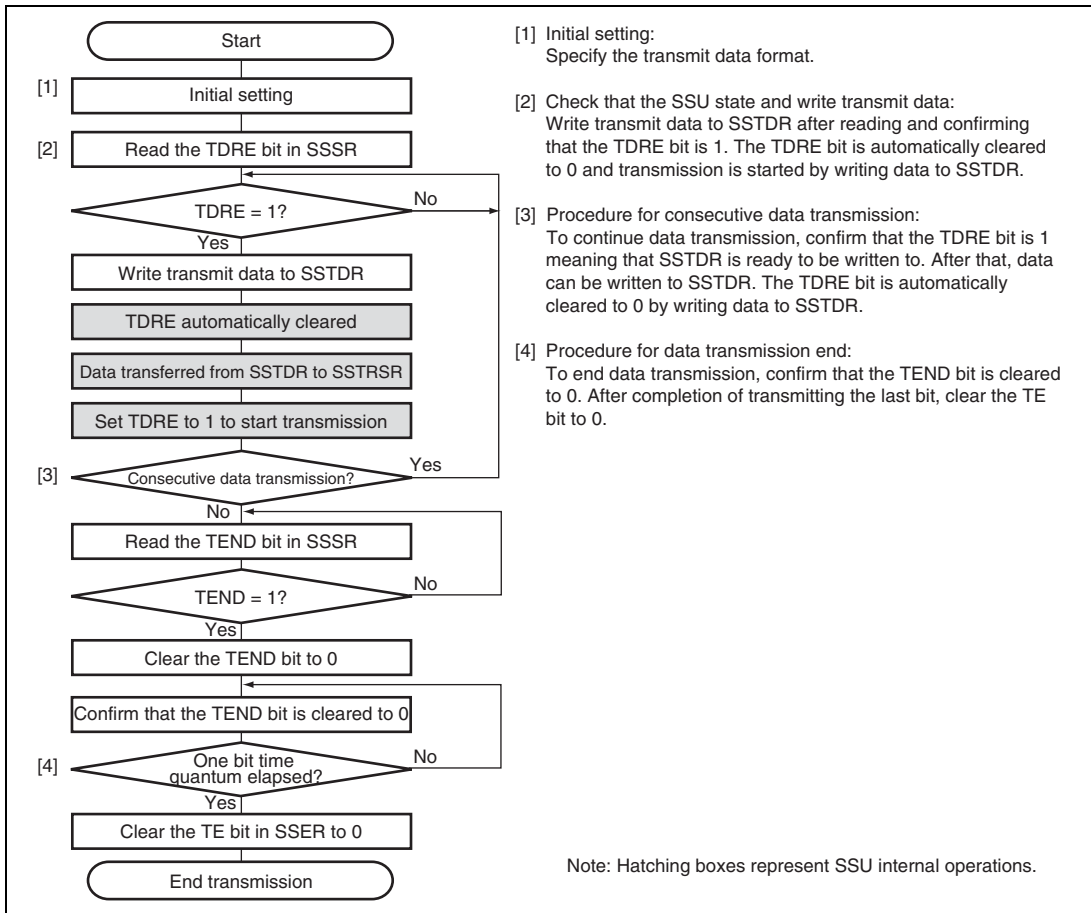 Start
[1] Initial setting
[2] Read the TDRE bit in SSSR
TDRE = 1?
No
Yes
Write transmit data to SSTDR
TDRE automatically cleared
Data transferred from SSTDR to SSTRSR
Set TDRE to 1 to start transmission
[3] Consecutive data transmission?
Yes
No
Read the TEND bit in SSSR
TEND = 1?
No
Yes
Clear the TEND bit to 0
Confirm that the TEND bit is cleared to 0
[4] One bit time
quantum elapsed?
No
Yes
Clear the TE bit in SSER to 0
End transmission
[1] Initial setting:
Specify the transmit data format.
[2] Check that the SSU state and write transmit data:
Write transmit data to SSTDR after reading and confirming
that the TDRE bit is 1. The TDRE bit is automatically cleared
to 0 and transmission is started by writing data to SSTDR.
[3] Procedure for consecutive data transmission:
To continue data transmission, confirm that the TDRE bit is 1
meaning that SSTDR is ready to be written to. After that, data
can be written to SSTDR. The TDRE bit is automatically
cleared to 0 by writing data to SSTDR.
[4] Procedure for data transmission end:
To end data transmission, confirm that the TEND bit is cleared
to 0. After completion of transmitting the last bit, clear the TE
bit to 0.
Note: Hatching boxes represent SSU internal operations.